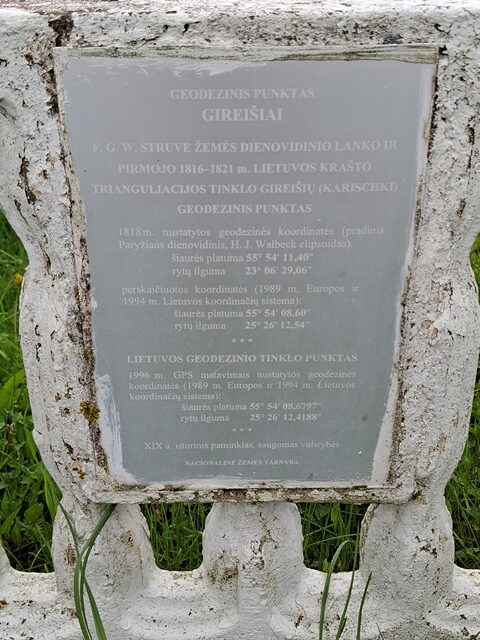 GEODEZINIS PUNKTAS
GIREIŠIAI
F. G. W. STRUVE ŽEMĖS DIENOVIDINIO LANKO IR
PIRMOJO 1816–1821 m. LIETUVOS KRAŠTO
TRIANGULIACIJOS TINKLO GIREIŠIŲ (KARISCHKI)
GEODEZINIS PUNKTAS
1818m. nustatytos geodezinės koordinatės (pradinis
Paryžiaus dienovidinis, H. J. Walbeck elipsoidas):
šiaurės platuma 55° 54' 11,40"
rytų ilguma 23° 06' 29,06"
perskaičiuotos koordinatės (1989 m. Europos ir
1994 m. Lietuvos koordinačių sistema):
šiaurės platuma 55° 54' 08,60"
rytų ilguma 25° 26' 12,54"
* * *
LIETUVOS GEODEZINIO TINKLO PUNKTAS
1996 m. GPS matavimais nustatytos geodezinės
koordinatės (1989 m. Europos ir 1994 m. Lietuvos
koordinačių sistema):
šiaurės platuma 55° 54' 08,6797"
rytų ilguma 25° 26' 12,4188"
* * *
XIX a. istorinis paminklas, saugomas valstybės
NACIONALINĖ ŽEMĖS TARNYBA